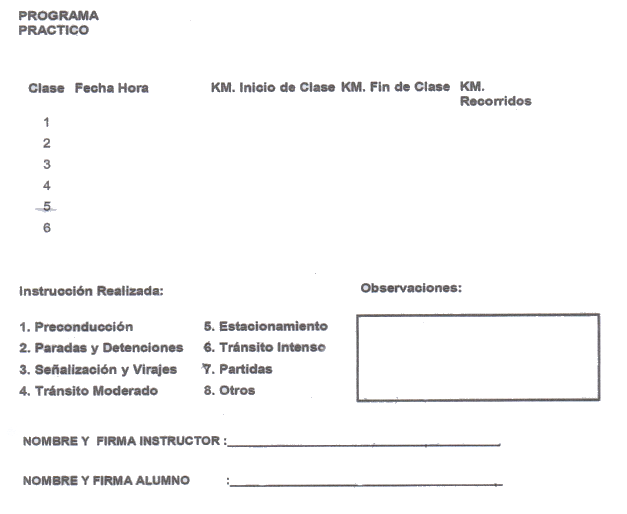 PROGRAMA
PRACTICO
Clase Fecha Hora KM. Inicio de Clase KM. Fin de Clase KM.
Recorridos
1
2
3
4
5
6
Instrucción Realizada: Observaciones:
1. Preconducción 5. Estacionamiento
2. Paradas y Detenciones 6. Tránsito Intenso
3. Señalización y Virajes 7. Partidas
4. Tránsito Moderado 8. Otros
NOMBRE Y FIRMA INSTRUCTOR :
NOMBRE Y FIRMA ALUMNO :